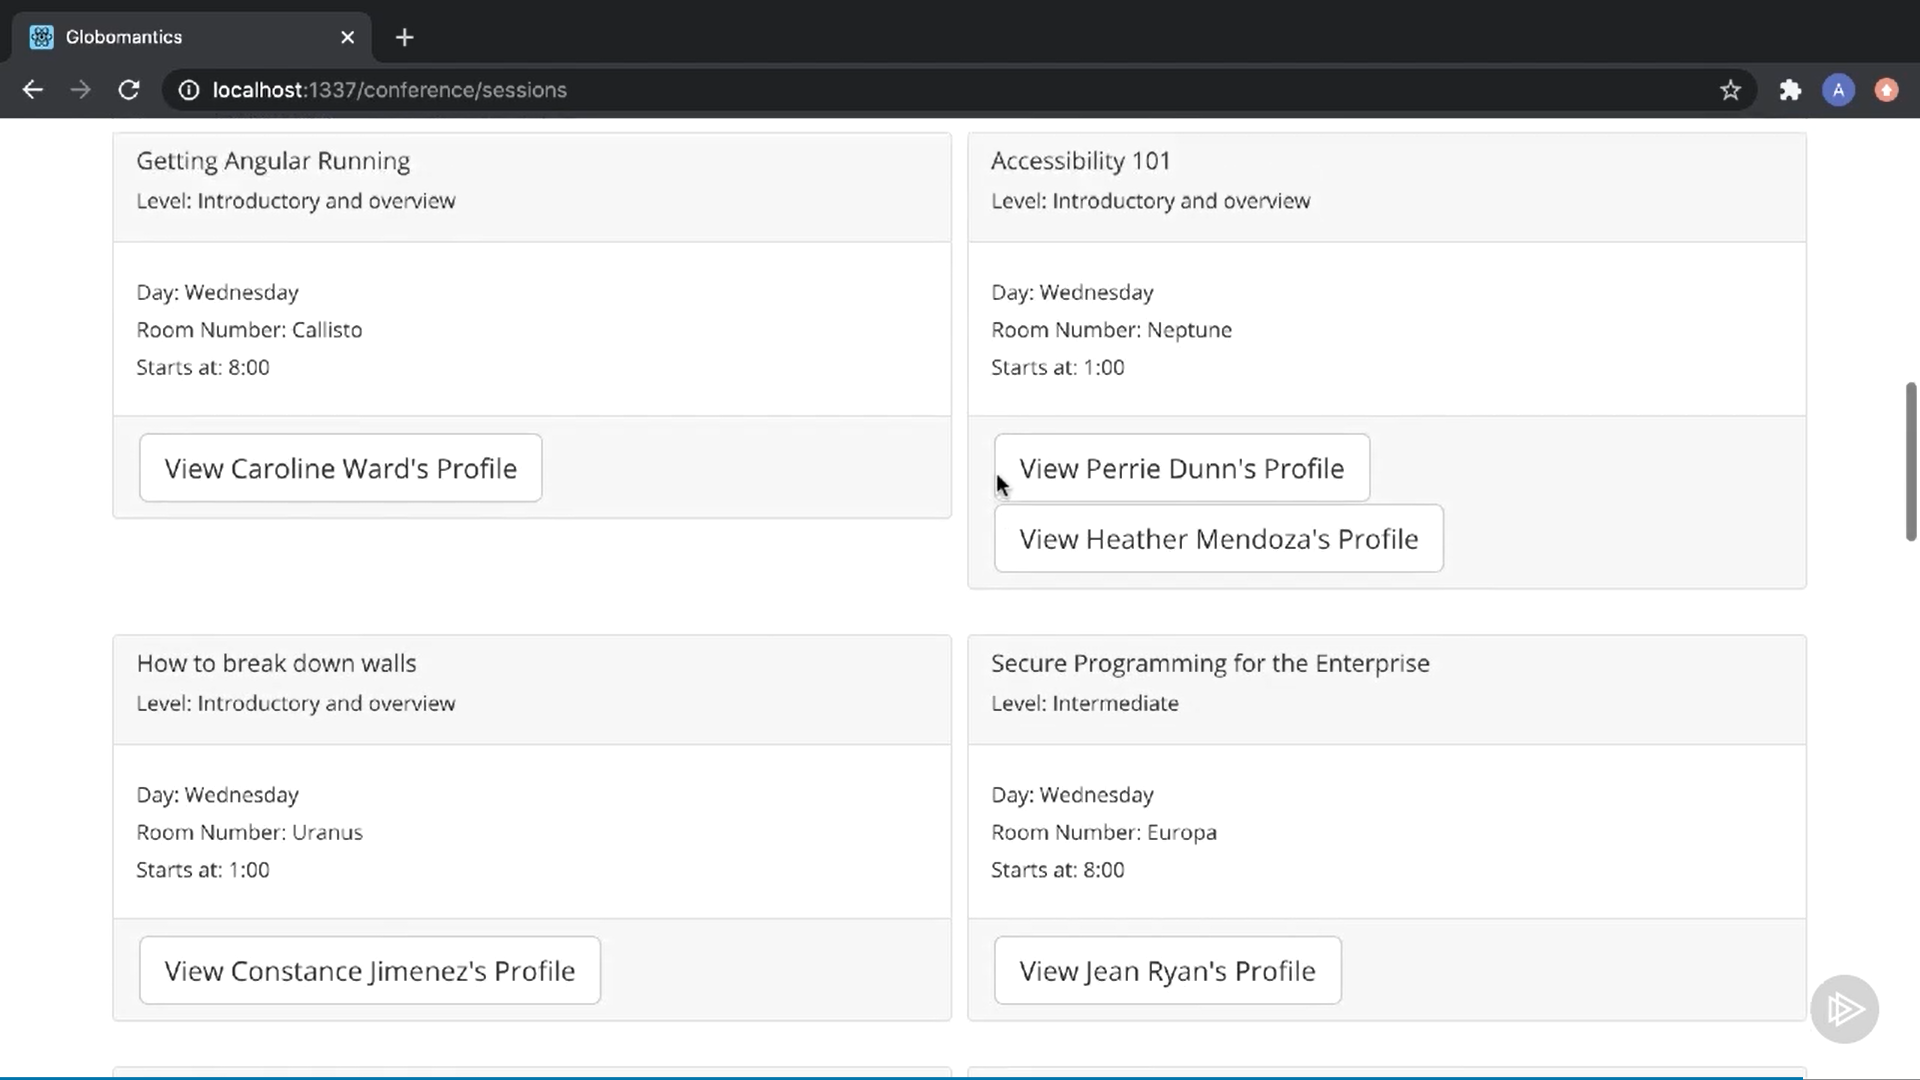 Globomantics
localhost:1337/conference/sessions
A
Getting Angular Running
Level: Introductory and overview
Day: Wednesday
Room Number: Callisto
Starts at: 8:00
View Caroline Ward's Profile
Accessibility 101
Level: Introductory and overview
Day: Wednesday
Room Number: Neptune
Starts at: 1:00
View Perrie Dunn's Profile
View Heather Mendoza's Profile
How to break down walls
Level: Introductory and overview
Day: Wednesday
Room Number: Uranus
Starts at: 1:00
View Constance Jimenez's Profile
Secure Programming for the Enterprise
Level: Intermediate
Day: Wednesday
Room Number: Europa
Starts at: 8:00
View Jean Ryan's Profile